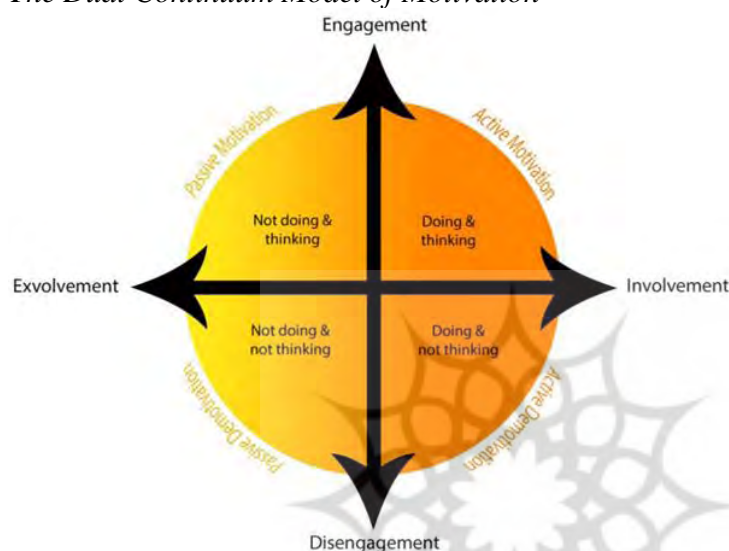 The Dual Continuum Model of Motivation
Engagement
Passive Motivation
Active Motivation
Not doing &
thinking
Doing &
thinking
Exvolvement
Involvement
Not doing &
not thinking
Doing &
not thinking
Passive Demotivation
Active Demotivation
Disengagement